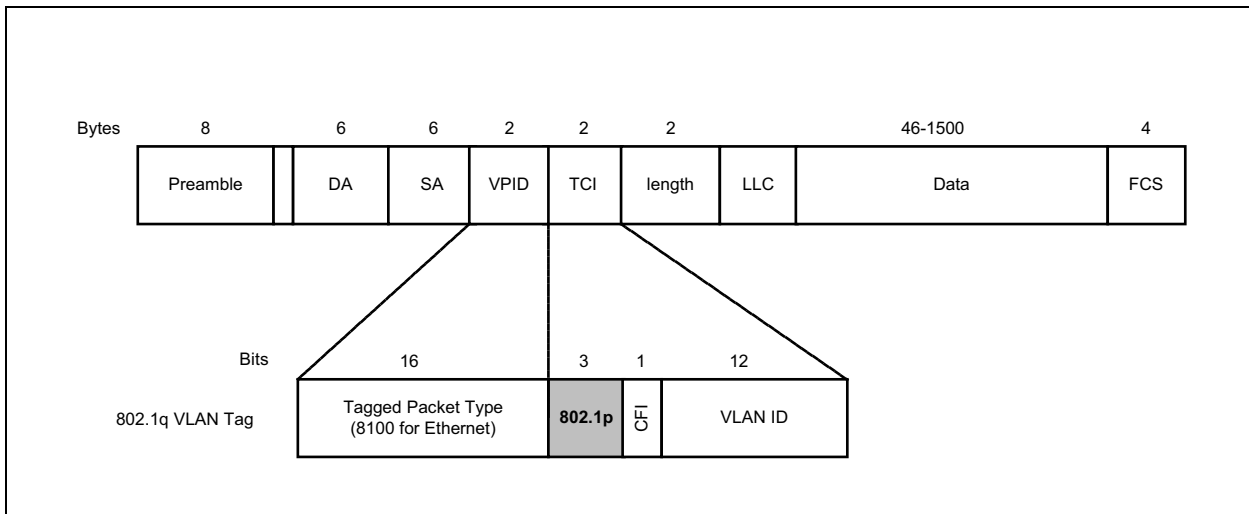 Bytes 8 6 6 2 2 2 46-1500 4
Preamble DA SA VPID TCI length LLC Data FCS
Bits 16 3 1 12
802.1q VLAN Tag
Tagged Packet Type
(8100 for Ethernet)
802.1p
CFI
VLAN ID